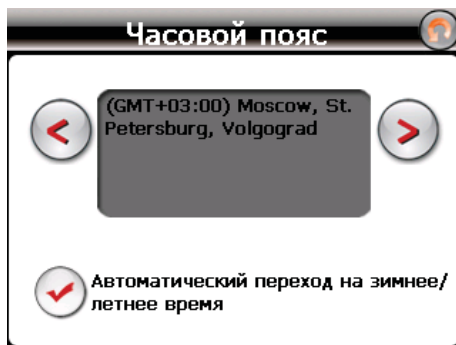 Часовой пояс
(GMT+03:00) Moscow, St.
Petersburg, Volgograd
Автоматический переход на зимнее/
летнее время